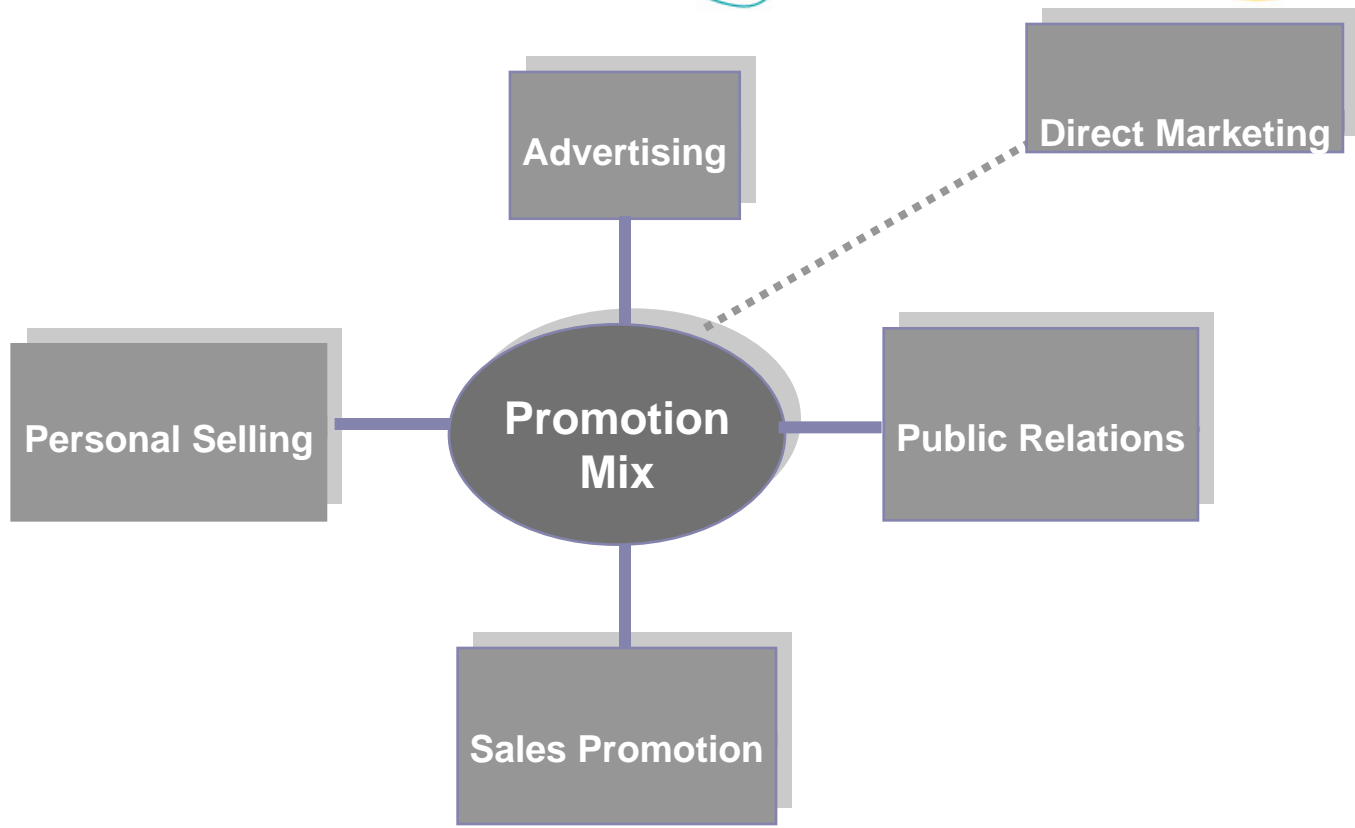 Direct Marketing
Advertising
Personal Selling
Promotion
Mix
Public Relations
Sales Promotion